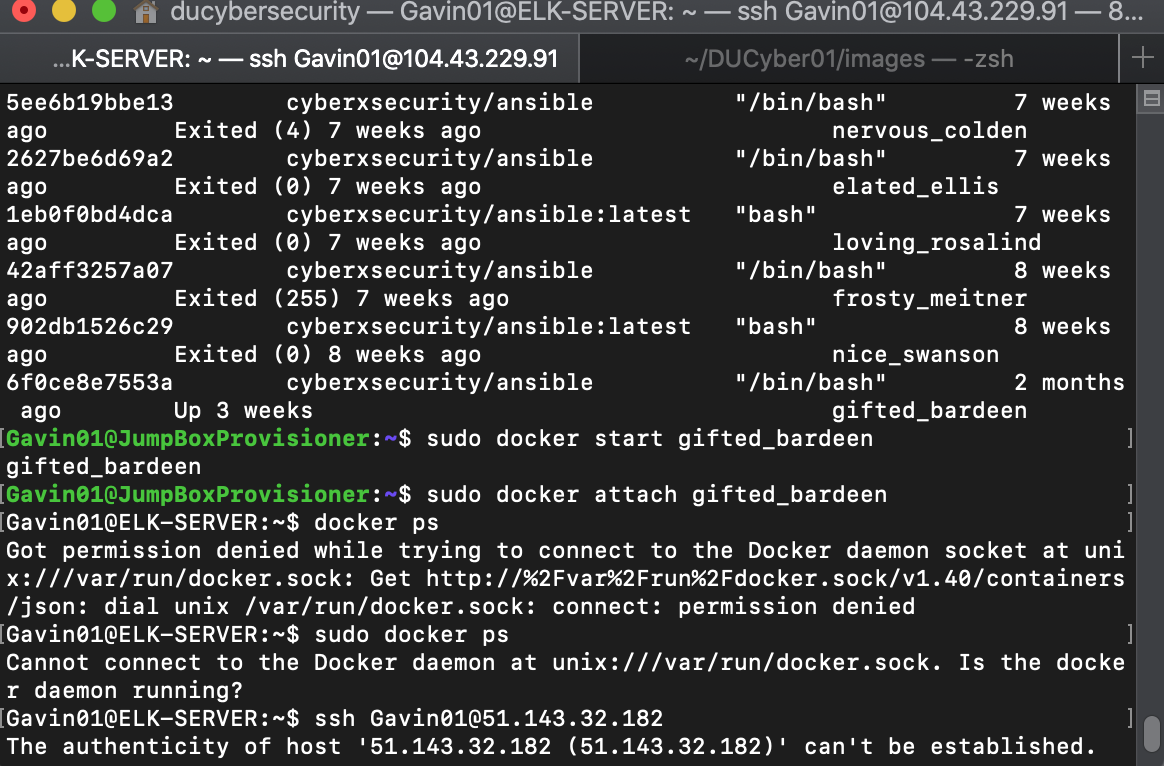 ducybersecurity — Gavin01@ELK-SERVER: ~ — ssh Gavin01@104.43.229.91 — 8...
...K-SERVER: ~ — ssh Gavin01@104.43.229.91
~/DUCyber01/images — -zsh
5ee6b19bbe13        cyberxsecurity/ansible          "/bin/bash"         7 weeks
ago         Exited (4) 7 weeks ago                         nervous_colden
2627be6d69a2        cyberxsecurity/ansible          "/bin/bash"         7 weeks
ago         Exited (0) 7 weeks ago                         elated_ellis
1eb0f0bd4dca        cyberxsecurity/ansible:latest   "bash"              7 weeks
ago         Exited (0) 7 weeks ago                         loving_rosalind
42aff3257a07        cyberxsecurity/ansible          "/bin/bash"         8 weeks
ago         Exited (255) 7 weeks ago                       frosty_meitner
902db1526c29        cyberxsecurity/ansible:latest   "bash"              8 weeks
ago         Exited (0) 8 weeks ago                         nice_swanson
6f0ce8e7553a        cyberxsecurity/ansible          "/bin/bash"         2 months
 ago        Up 3 weeks                                     gifted_bardeen
[Gavin01@JumpBoxProvisioner:~$ sudo docker start gifted_bardeen                  ]
gifted_bardeen
[Gavin01@JumpBoxProvisioner:~$ sudo docker attach gifted_bardeen                 ]
[Gavin01@ELK-SERVER:~$ docker ps                                                 ]
Got permission denied while trying to connect to the Docker daemon socket at uni
x:///var/run/docker.sock: Get http://%2Fvar%2Frun%2Fdocker.sock/v1.40/containers
/json: dial unix /var/run/docker.sock: connect: permission denied
[Gavin01@ELK-SERVER:~$ sudo docker ps                                            ]
Cannot connect to the Docker daemon at unix:///var/run/docker.sock. Is the docke
r daemon running?
[Gavin01@ELK-SERVER:~$ ssh Gavin01@51.143.32.182                                 ]
The authenticity of host '51.143.32.182 (51.143.32.182)' can't be established.